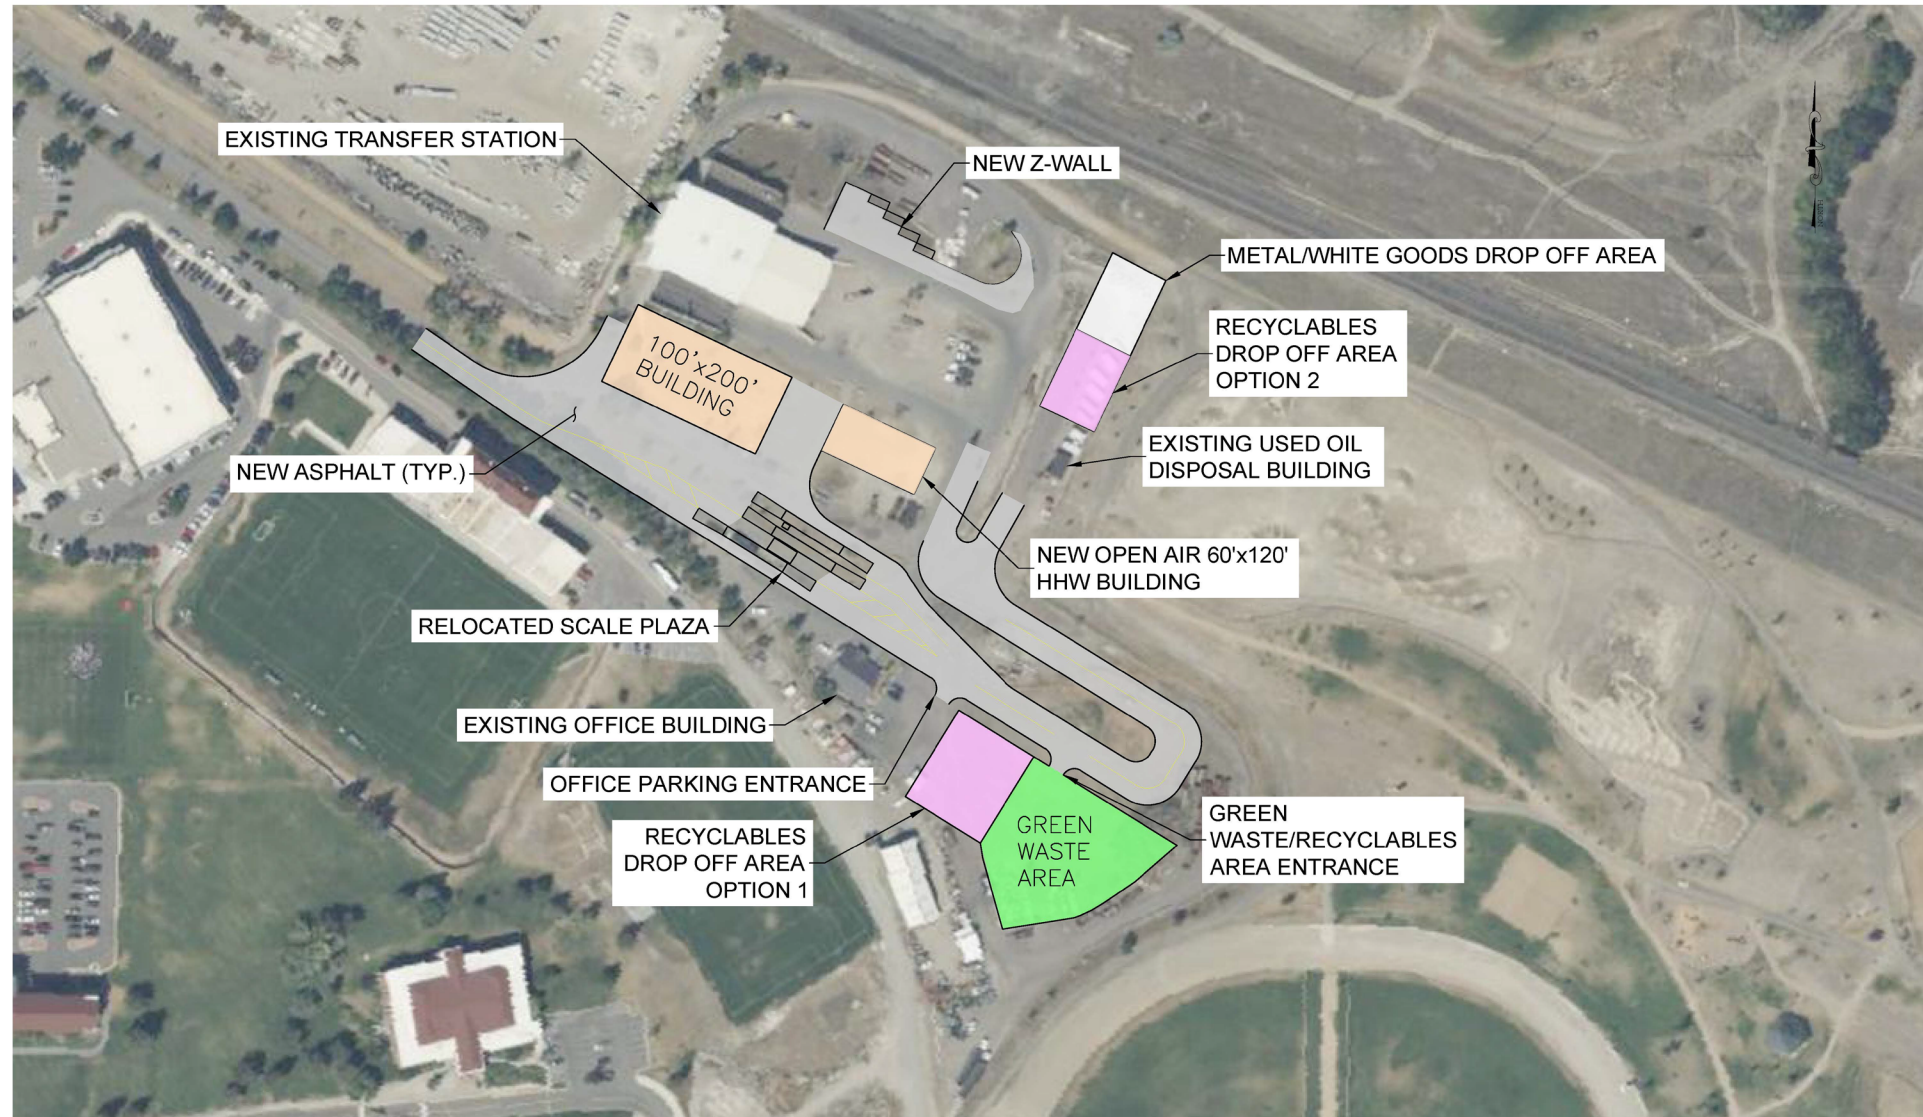 EXISTING TRANSFER STATION
NEW Z-WALL
METAL/WHITE GOODS DROP OFF AREA
RECYCLABLES
DROP OFF AREA
OPTION 2
100'x200'
BUILDING
EXISTING USED OIL
DISPOSAL BUILDING
NEW ASPHALT (TYP.)
NEW OPEN AIR 60'x120'
HHW BUILDING
RELOCATED SCALE PLAZA
EXISTING OFFICE BUILDING
OFFICE PARKING ENTRANCE
RECYCLABLES
DROP OFF AREA
OPTION 1
GREEN
WASTE
AREA
GREEN
WASTE/RECYCLABLES
AREA ENTRANCE